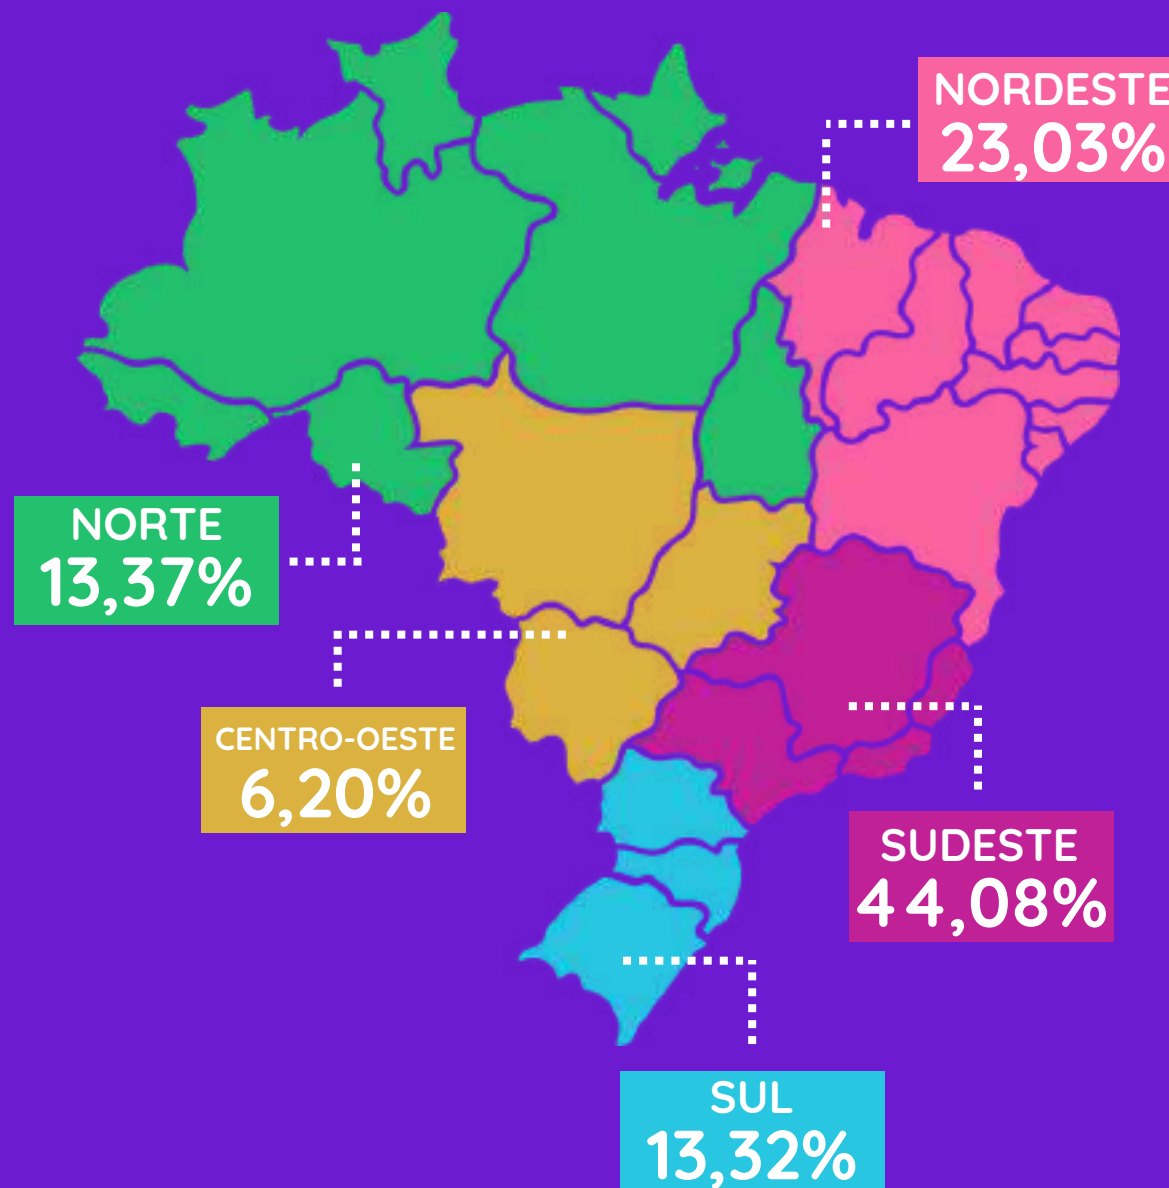 NORDESTE
23,03%
NORTE
13,37%
CENTRO-OESTE
6,20%
SUDESTE
44,08%
SUL
13,32%